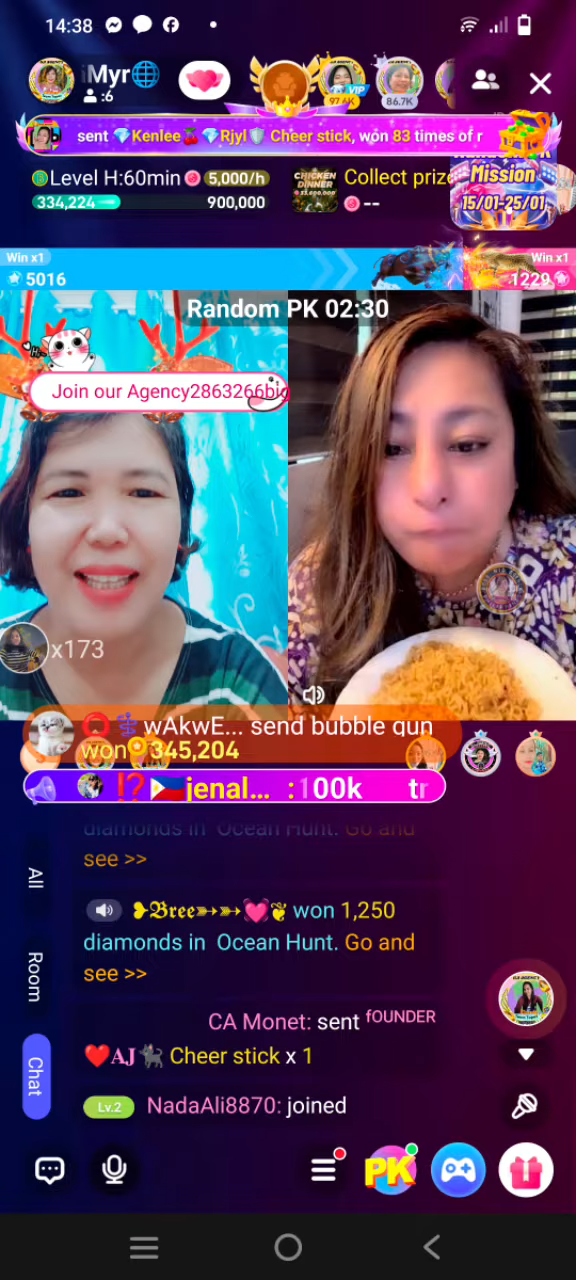 14:38
iMyr🌐
:6
VIP
97.4K
86.7K
sent 💎Kenlee🍒💎Rjyl🛡 Cheer stick, won 83 times of r
Level H:60min 5,000/h
334,224 900,000
CHICKEN DINNER
Collect prize
--
Mission
15/01-25/01
Win x1
5016
Win x1
1229
Random PK 02:30
Join our Agency2863266big
x173
⭕⚕wAkwE... send bubble gun
won 345,204
⁉🇵🇭jenal... :100k tr
diamonds in Ocean Hunt. Go and
see >>
❥𝕭𝖗𝖊𝖊➳➳💓❦ won 1,250
diamonds in Ocean Hunt. Go and
see >>
CA Monet: sent ᶠᴼᵁᴺᴰᴱᴿ
❤️𝐀𝐉🐈‍⬛ Cheer stick x 1
Lv.2 NadaAli8870: joined
All
Room
Chat
PK